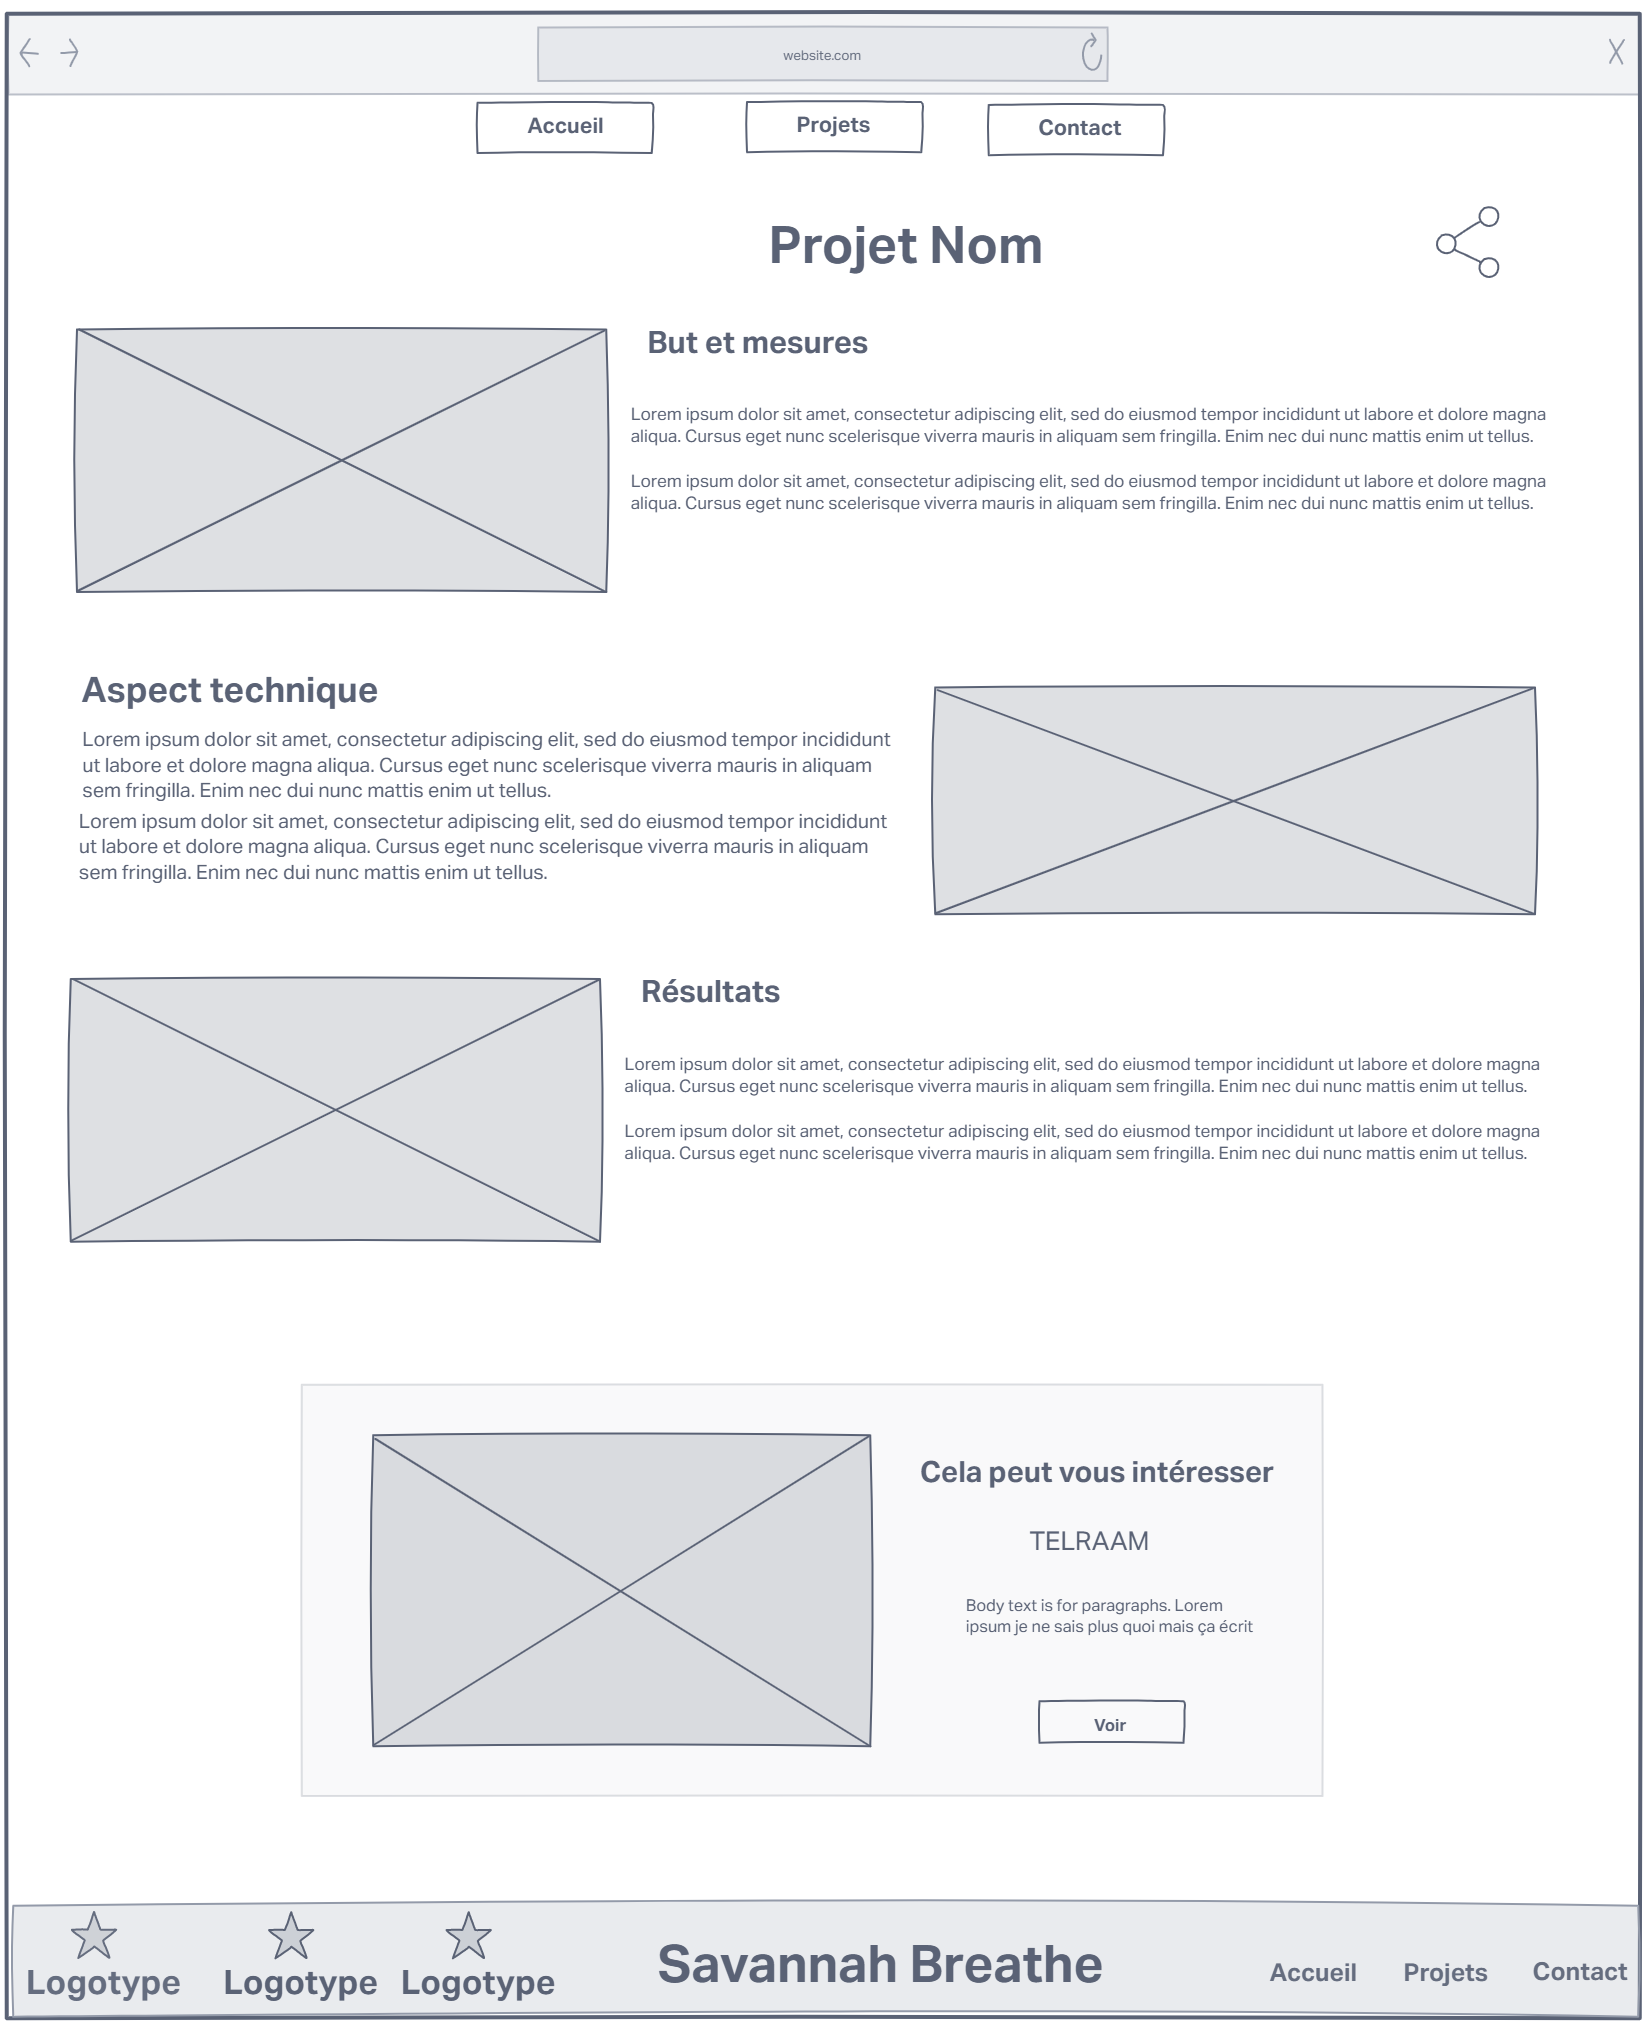 website.com
Accueil
Projets
Contact
Projet Nom
But et mesures
Lorem ipsum dolor sit amet, consectetur adipiscing elit, sed do eiusmod tempor incididunt ut labore et dolore magna
aliqua. Cursus eget nunc scelerisque viverra mauris in aliquam sem fringilla. Enim nec dui nunc mattis enim ut tellus.
Lorem ipsum dolor sit amet, consectetur adipiscing elit, sed do eiusmod tempor incididunt ut labore et dolore magna
aliqua. Cursus eget nunc scelerisque viverra mauris in aliquam sem fringilla. Enim nec dui nunc mattis enim ut tellus.
Aspect technique
Lorem ipsum dolor sit amet, consectetur adipiscing elit, sed do eiusmod tempor incididunt
ut labore et dolore magna aliqua. Cursus eget nunc scelerisque viverra mauris in aliquam
sem fringilla. Enim nec dui nunc mattis enim ut tellus.
Lorem ipsum dolor sit amet, consectetur adipiscing elit, sed do eiusmod tempor incididunt
ut labore et dolore magna aliqua. Cursus eget nunc scelerisque viverra mauris in aliquam
sem fringilla. Enim nec dui nunc mattis enim ut tellus.
Résultats
Lorem ipsum dolor sit amet, consectetur adipiscing elit, sed do eiusmod tempor incididunt ut labore et dolore magna
aliqua. Cursus eget nunc scelerisque viverra mauris in aliquam sem fringilla. Enim nec dui nunc mattis enim ut tellus.
Lorem ipsum dolor sit amet, consectetur adipiscing elit, sed do eiusmod tempor incididunt ut labore et dolore magna
aliqua. Cursus eget nunc scelerisque viverra mauris in aliquam sem fringilla. Enim nec dui nunc mattis enim ut tellus.
Cela peut vous intéresser
TELRAAM
Body text is for paragraphs. Lorem
ipsum je ne sais plus quoi mais ça écrit
Voir
Logotype
Logotype
Logotype
Savannah Breathe
Accueil
Projets
Contact